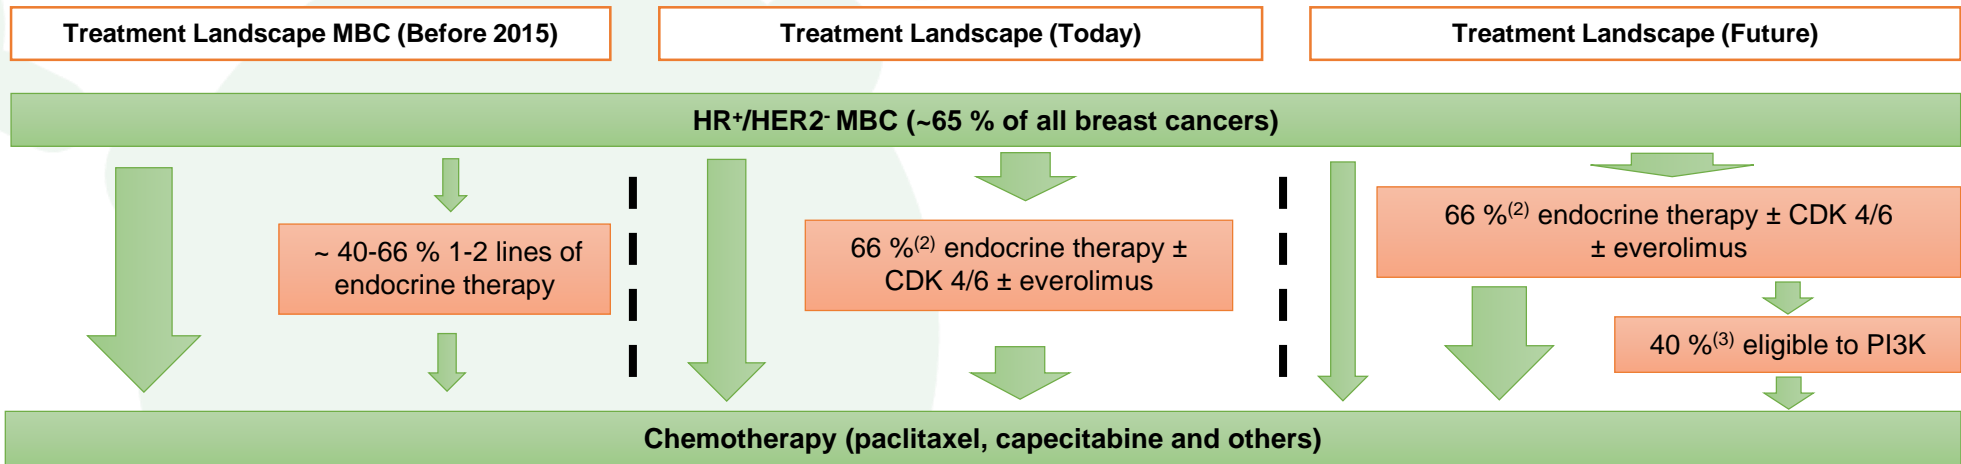 Treatment Landscape MBC (Before 2015)
Treatment Landscape (Today)
Treatment Landscape (Future)
HR⁺/HER2⁻ MBC (~65 % of all breast cancers)
~ 40-66 % 1-2 lines of
endocrine therapy
66 %⁽²⁾ endocrine therapy ±
CDK 4/6 ± everolimus
66 %⁽²⁾ endocrine therapy ± CDK 4/6
± everolimus
40 %⁽³⁾ eligible to PI3K
Chemotherapy (paclitaxel, capecitabine and others)